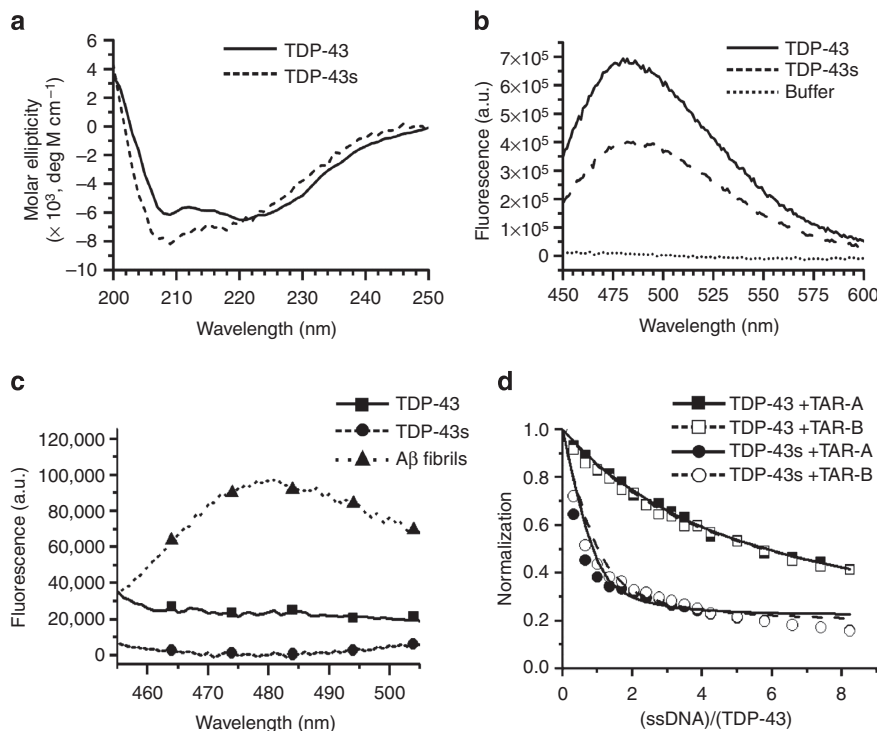 a
TDP-43
TDP-43s
Molar ellipticity
(× 10³, deg M cm⁻¹)
6
4
2
0
−2
−4
−6
−8
−10
200 210 220 230 240 250
Wavelength (nm)
b
TDP-43
TDP-43s
Buffer
Fluorescence (a.u.)
7×10⁵
6×10⁵
5×10⁵
4×10⁵
3×10⁵
2×10⁵
1×10⁵
0
450 475 500 525 550 575 600
Wavelength (nm)
c
TDP-43
TDP-43s
Aβ fibrils
Fluorescence (a.u.)
120,000
100,000
80,000
60,000
40,000
20,000
0
460 470 480 490 500
Wavelength (nm)
d
TDP-43 +TAR-A
TDP-43 +TAR-B
TDP-43s +TAR-A
TDP-43s +TAR-B
Normalization
1.0
0.8
0.6
0.4
0.2
0.0
0 2 4 6 8
(ssDNA)/(TDP-43)